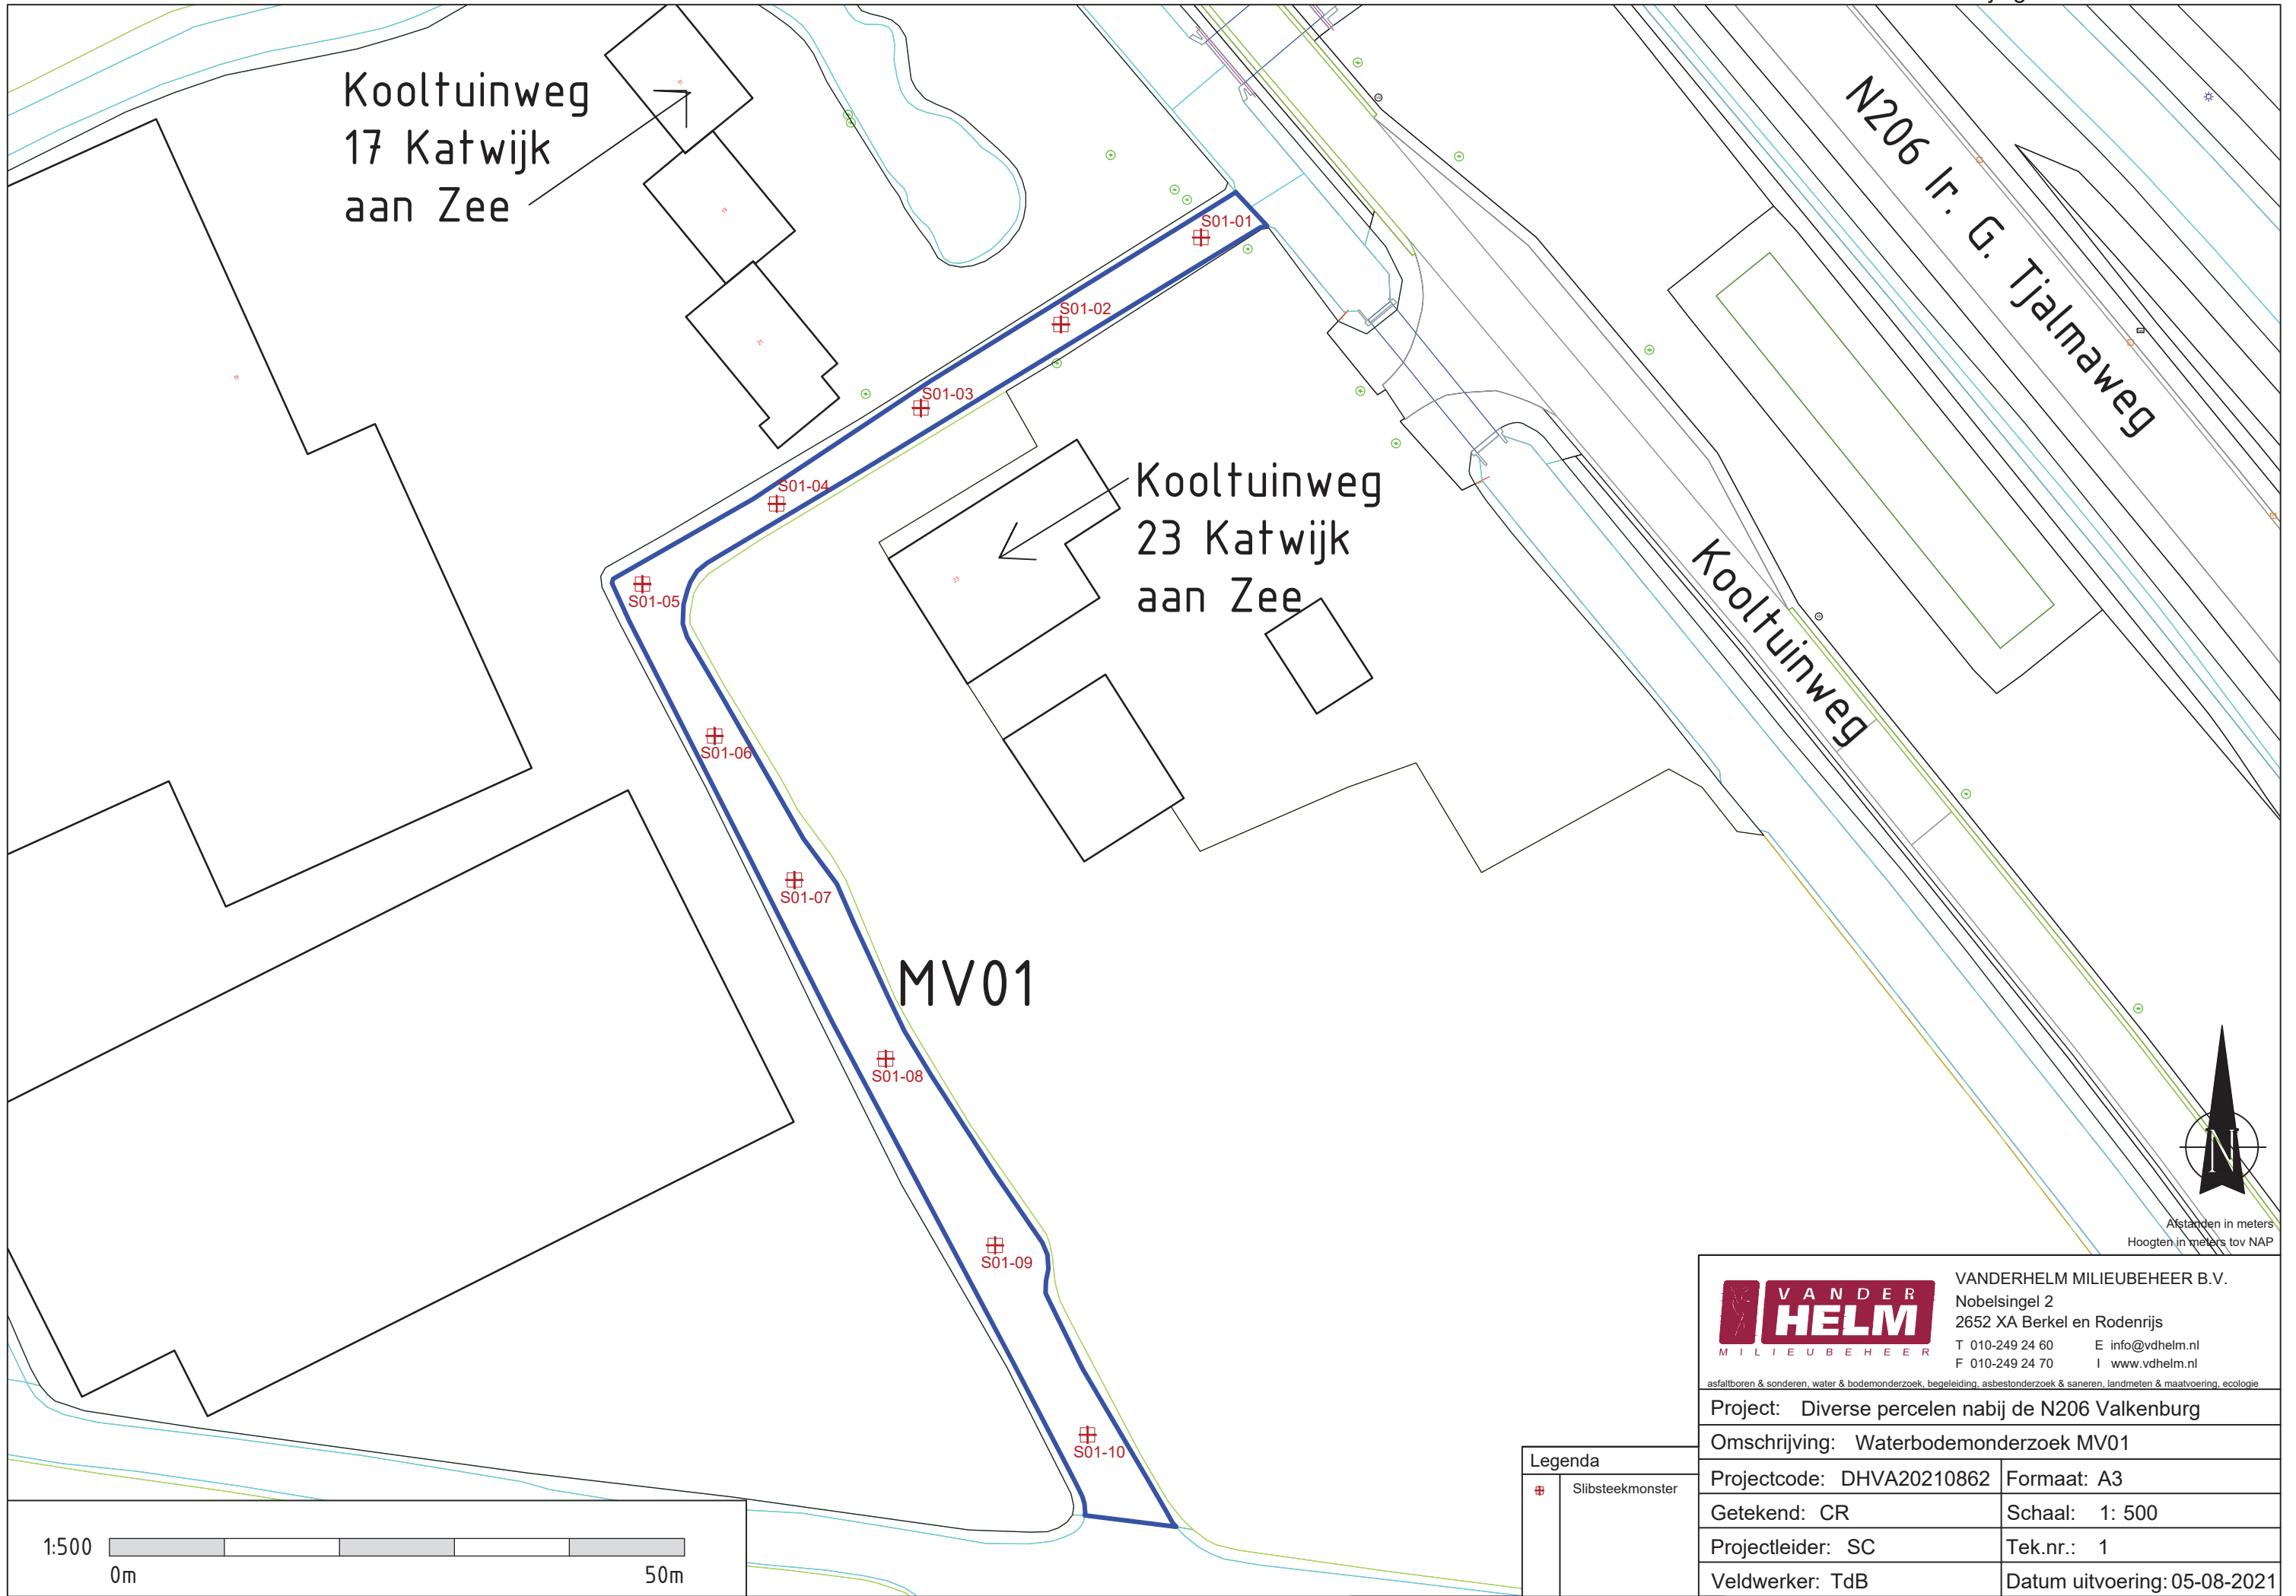 Kooltuinweg
17 Katwijk
aan Zee
N206 Ir. G. Tjalmaweg
19
21
23
S01-01
S01-02
S01-03
S01-04
S01-05
S01-06
S01-07
S01-08
S01-09
S01-10
Kooltuinweg
23 Katwijk
aan Zee
Kooltuinweg
MV01
N
Afstanden in meters
Hoogten in meters tov NAP
VANDER
HELM
MILIEUBEHEER
VANDERHELM MILIEUBEHEER B.V.
Nobelsingel 2
2652 XA Berkel en Rodenrijs
T 010-249 24 60 E info@vdhelm.nl
F 010-249 24 70 I www.vdhelm.nl
asfaltboren & sonderen, water & bodemonderzoek, begeleiding, asbestonderzoek & saneren, landmeten & maatvoering, ecologie
Project: Diverse percelen nabij de N206 Valkenburg
Omschrijving: Waterbodemonderzoek MV01
Projectcode: DHVA20210862 Formaat: A3
Getekend: CR Schaal: 1: 500
Projectleider: SC Tek.nr.: 1
Veldwerker: TdB Datum uitvoering: 05-08-2021
Legenda
Slibsteekmonster
1:500
0m 50m